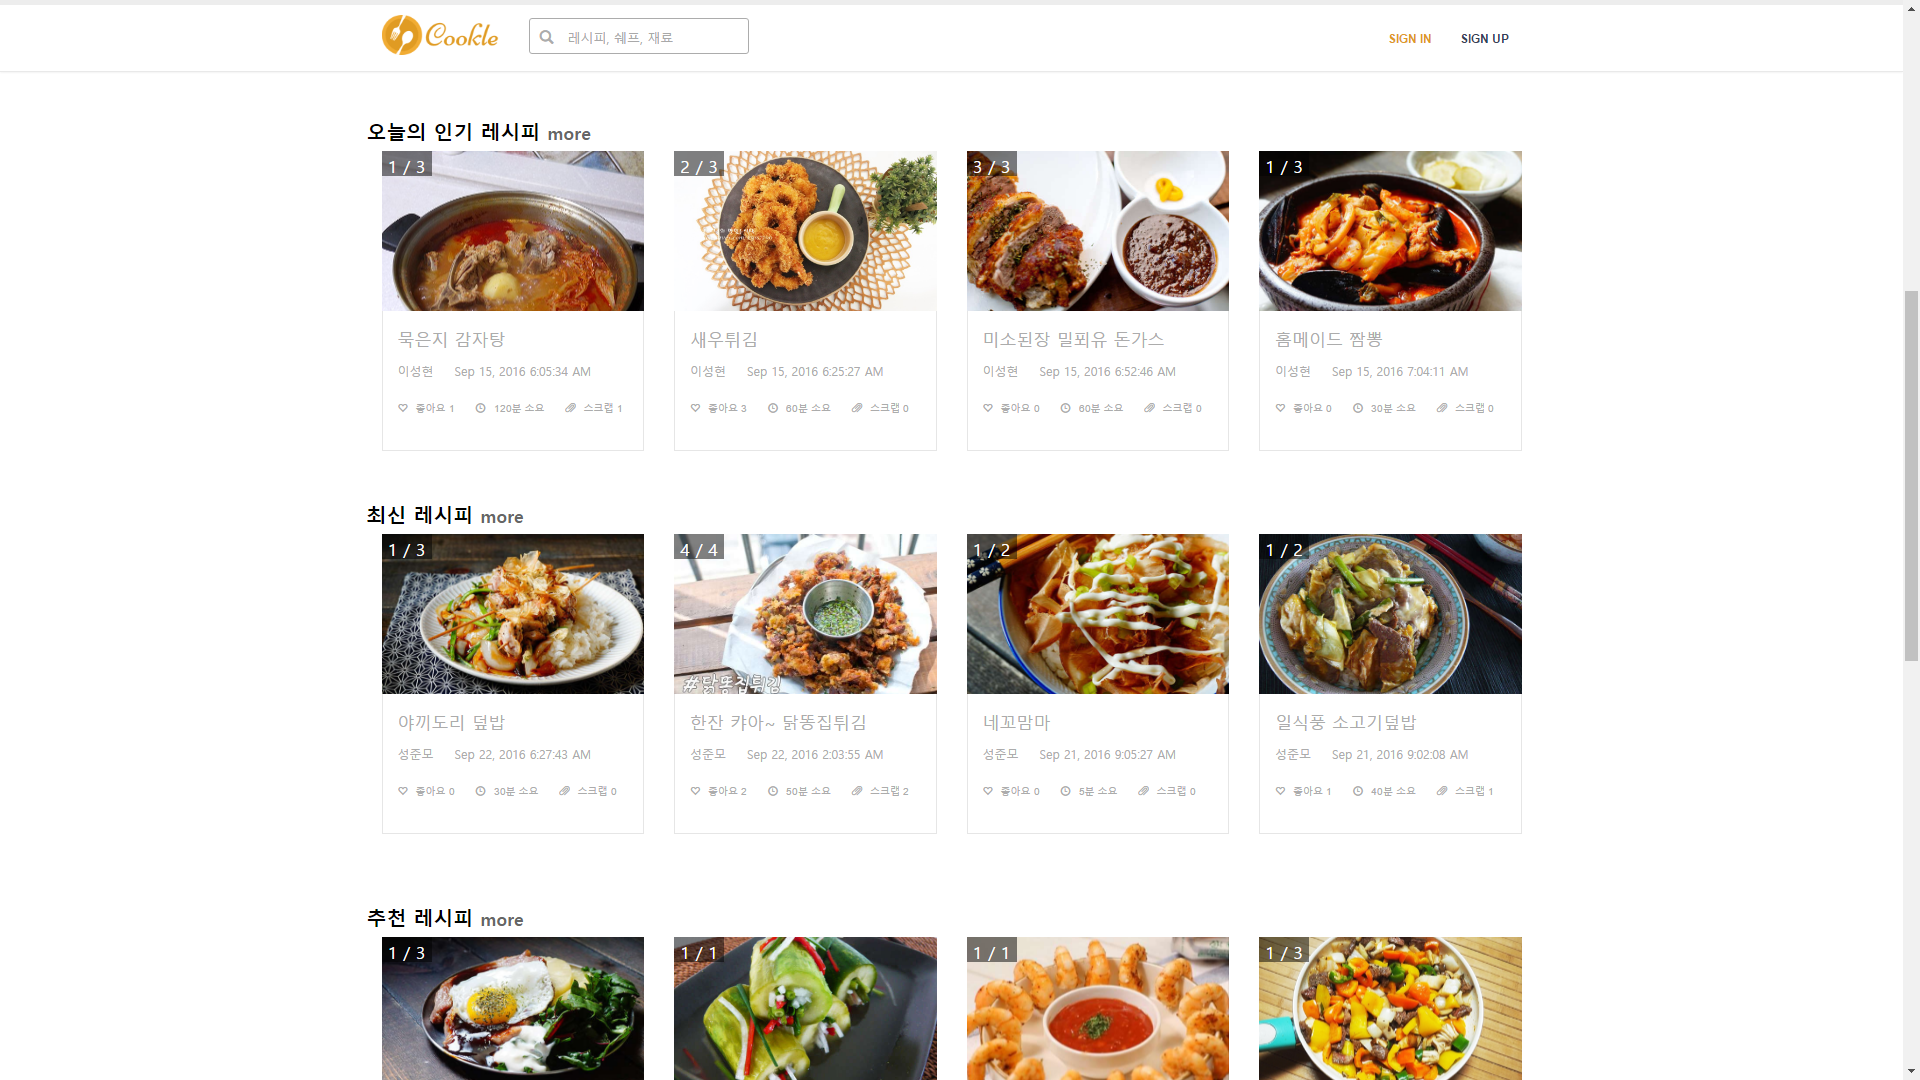 Cookle
레시피, 쉐프, 재료
SIGN IN
SIGN UP
오늘의 인기 레시피 more
1 / 3
2 / 3
3 / 3
1 / 3
묵은지 감자탕
새우튀김
미소된장 밀푀유 돈가스
홈메이드 짬뽕
이성현 Sep 15, 2016 6:05:34 AM
이성현 Sep 15, 2016 6:25:27 AM
이성현 Sep 15, 2016 6:52:46 AM
이성현 Sep 15, 2016 7:04:11 AM
좋아요 1 120분 소요 스크랩 1
좋아요 3 60분 소요 스크랩 0
좋아요 0 60분 소요 스크랩 0
좋아요 0 30분 소요 스크랩 0
최신 레시피 more
1 / 3
4 / 4
1 / 2
1 / 2
#닭똥집튀김
야끼도리 덮밥
한잔 캬아~ 닭똥집튀김
네꼬맘마
일식풍 소고기덮밥
성준모 Sep 22, 2016 6:27:43 AM
성준모 Sep 22, 2016 2:03:55 AM
성준모 Sep 21, 2016 9:05:27 AM
성준모 Sep 21, 2016 9:02:08 AM
좋아요 0 30분 소요 스크랩 0
좋아요 2 50분 소요 스크랩 2
좋아요 0 5분 소요 스크랩 0
좋아요 1 40분 소요 스크랩 1
추천 레시피 more
1 / 3
1 / 1
1 / 1
1 / 3